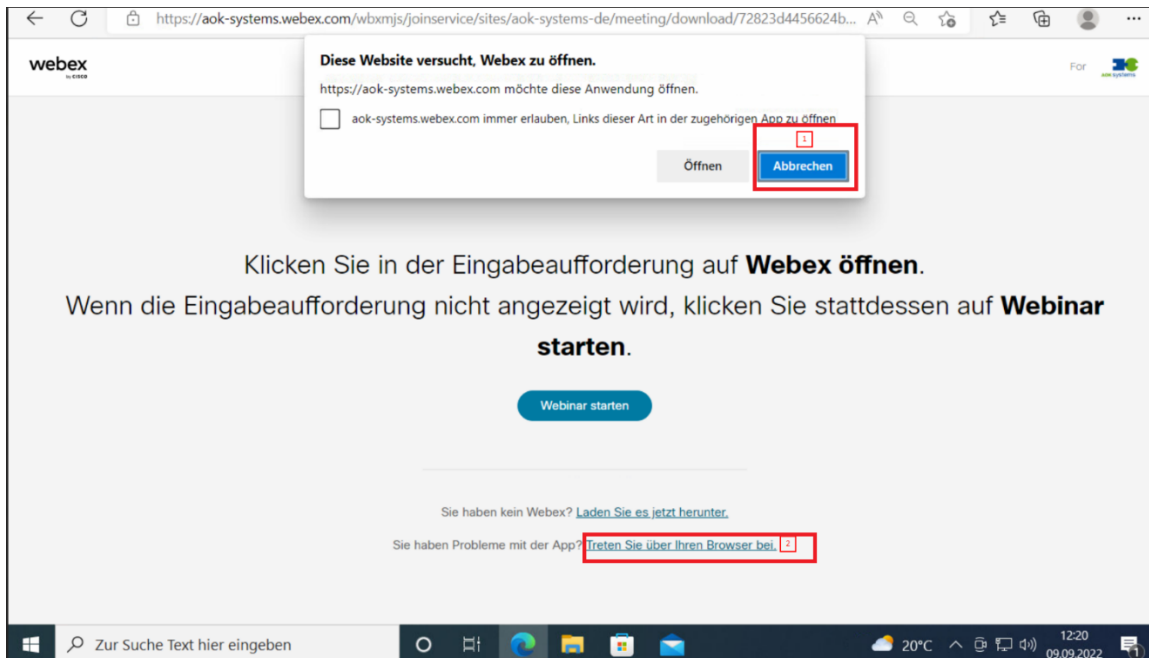 https://aok-systems.webex.com/wbxmjs/joinservice/sites/aok-systems-de/meeting/download/72823d4456624b...
webex
by CISCO
For
aok systems
Diese Website versucht, Webex zu öffnen.
https://aok-systems.webex.com möchte diese Anwendung öffnen.
aok-systems.webex.com immer erlauben, Links dieser Art in der zugehörigen App zu öffnen
1
Öffnen
Abbrechen
Klicken Sie in der Eingabeaufforderung auf Webex öffnen.
Wenn die Eingabeaufforderung nicht angezeigt wird, klicken Sie stattdessen auf Webinar
starten.
Webinar starten
Sie haben kein Webex? Laden Sie es jetzt herunter.
Sie haben Probleme mit der App? Treten Sie über Ihren Browser bei. 2
Zur Suche Text hier eingeben
20°C
12:20
09.09.2022
1